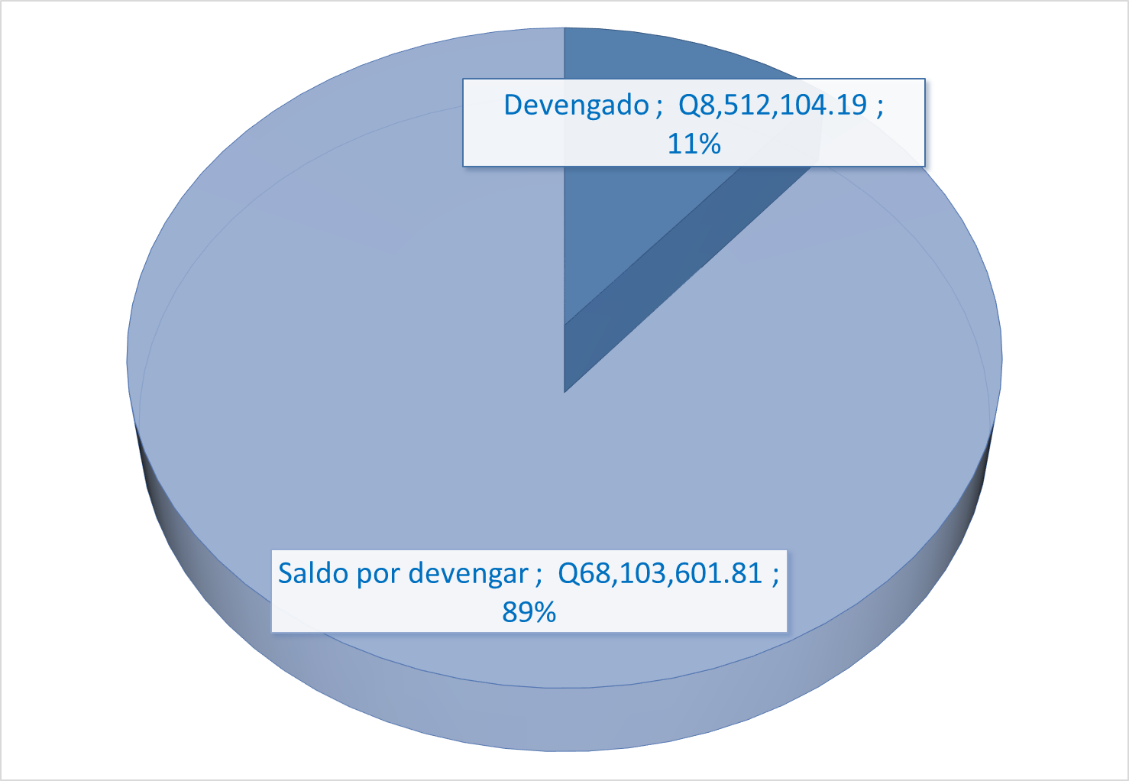 Devengado ;  Q8,512,104.19 ;
11%
Saldo por devengar ;  Q68,103,601.81 ;
89%